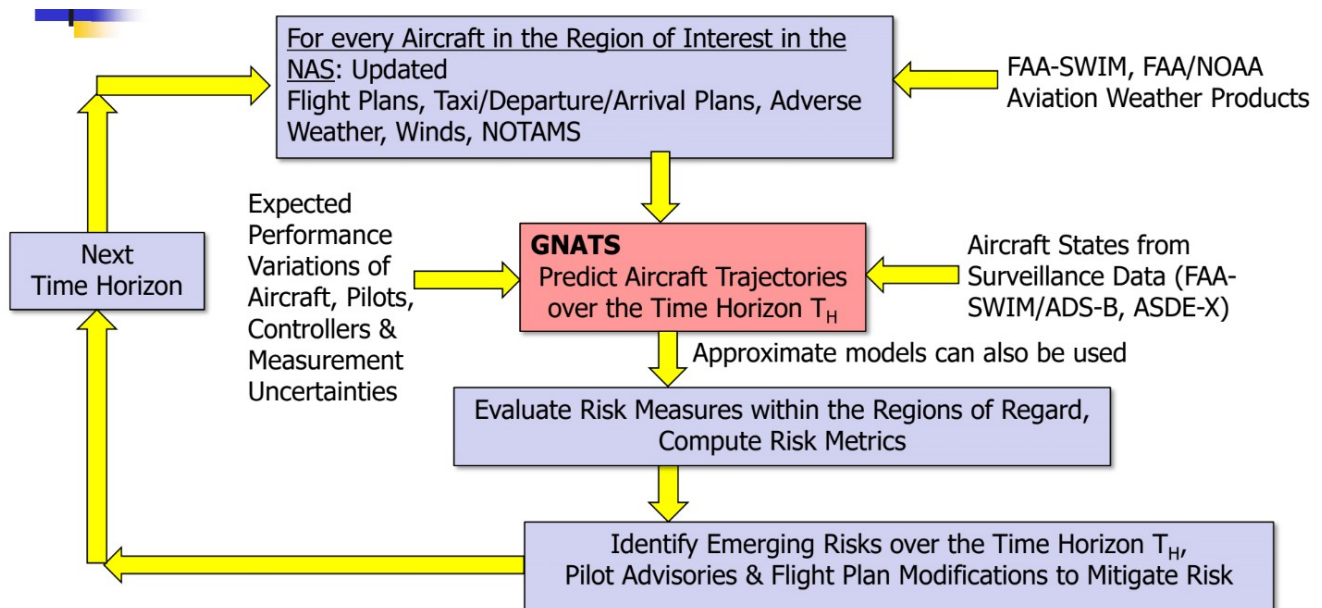 For every Aircraft in the Region of Interest in the
NAS: Updated
Flight Plans, Taxi/Departure/Arrival Plans, Adverse
Weather, Winds, NOTAMS
FAA-SWIM, FAA/NOAA
Aviation Weather Products
Expected
Performance
Variations of
Aircraft, Pilots,
Controllers &
Measurement
Uncertainties
Next
Time Horizon
GNATS
Predict Aircraft Trajectories
over the Time Horizon T_H
Aircraft States from
Surveillance Data (FAA-
SWIM/ADS-B, ASDE-X)
Approximate models can also be used
Evaluate Risk Measures within the Regions of Regard,
Compute Risk Metrics
Identify Emerging Risks over the Time Horizon T_H,
Pilot Advisories & Flight Plan Modifications to Mitigate Risk